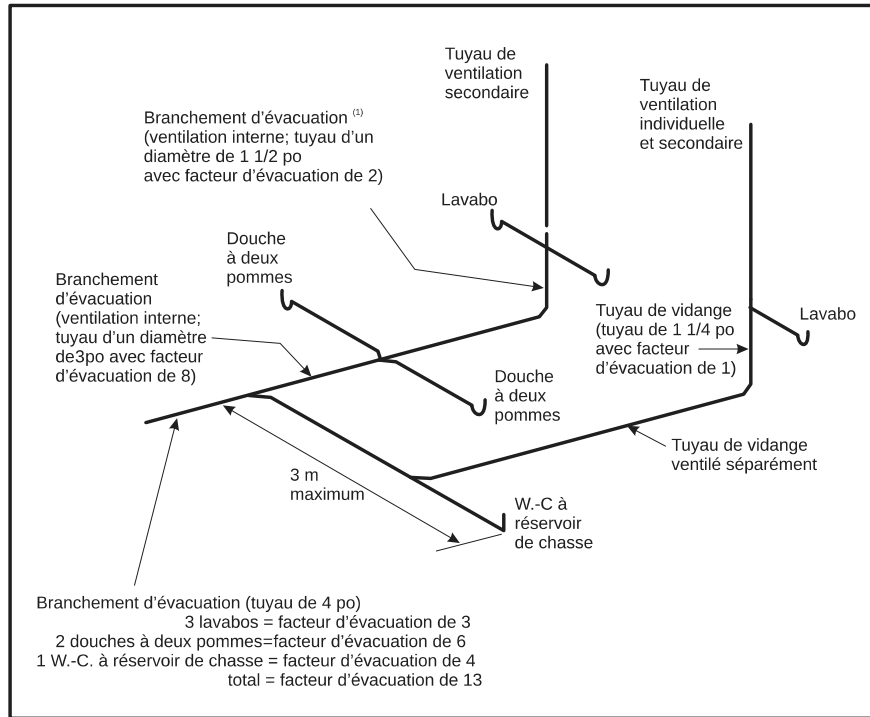 Tuyau de
ventilation
secondaire
Tuyau de
ventilation
individuelle
et secondaire
Branchement d'évacuation (1)
(ventilation interne; tuyau d'un
diamètre de 1 1/2 po
avec facteur d'évacuation de 2)
Lavabo
Douche
à deux
pommes
Branchement
d'évacuation
(ventilation interne;
tuyau d'un diamètre
de3po avec facteur
d'évacuation de 8)
Tuyau de vidange
(tuyau de 1 1/4 po
avec facteur
d'évacuation de 1)
Lavabo
Douche
à deux
pommes
Tuyau de vidange
ventilé séparément
3 m
maximum
W.-C à
réservoir
de chasse
Branchement d'évacuation (tuyau de 4 po)
3 lavabos = facteur d'évacuation de 3
2 douches à deux pommes=facteur d'évacuation de 6
1 W.-C. à réservoir de chasse = facteur d'évacuation de 4
total = facteur d'évacuation de 13